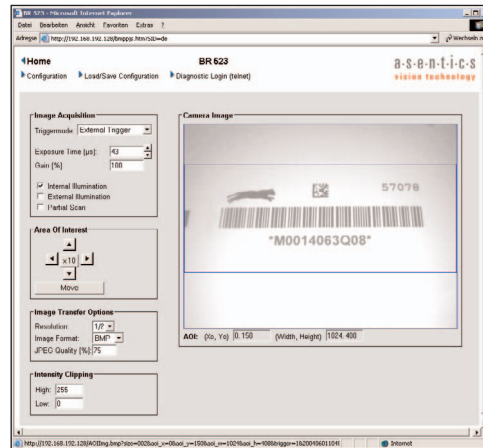 BR 523 - Microsoft Internet Explorer
Datei Bearbeiten Ansicht Favoriten Extras ?
Adresse http://192.168.192.128/bmppjs.htm?SID=de Wechseln zu
Home BR 523 a·s·e·n·t·i·c·s
vision technology
Configuration Load/Save Configuration Diagnostic Login (telnet)
Image Acquisition
Triggermode: External Trigger
Exposure Time [µs]: 43
Gain [%] 100
Internal Illumination
External Illumination
Partial Scan
Area Of Interest
x10
Move
Image Transfer Options
Resolution: 1/2
Image Format: BMP
JPEG Quality [%]: 75
Intensity Clipping
High: 255
Low: 0
Camera Image
57078
*M0014063Q08*
AOI: (Xo, Yo) 0.150 (Width, Height) 1024.400
Internet